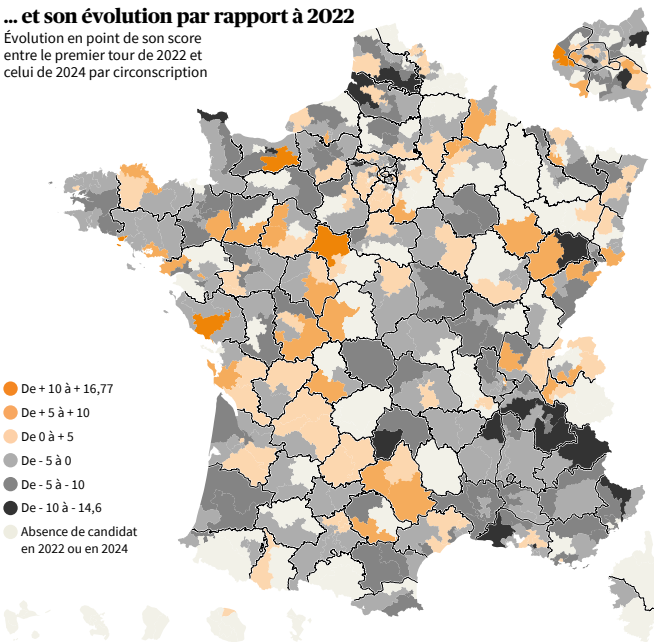 ... et son évolution par rapport à 2022
Évolution en point de son score
entre le premier tour de 2022 et
celui de 2024 par circonscription
De + 10 à + 16,77
De + 5 à + 10
De 0 à + 5
De - 5 à 0
De - 5 à - 10
De - 10 à - 14,6
Absence de candidat
en 2022 ou en 2024